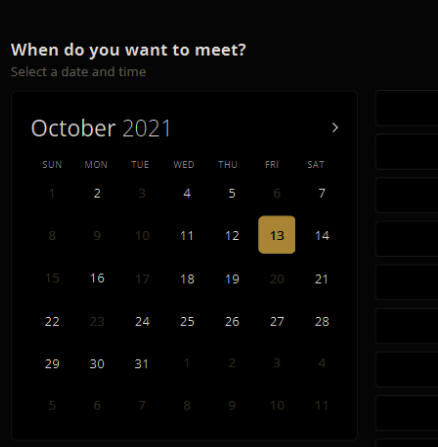 When do you want to meet?
Select a date and time
October 2021
SUN MON TUE WED THU FRI SAT
1 2 3 4 5 6 7
8 9 10 11 12 13 14
15 16 17 18 19 20 21
22 23 24 25 26 27 28
29 30 31 1 2 3 4
5 6 7 8 9 10 11